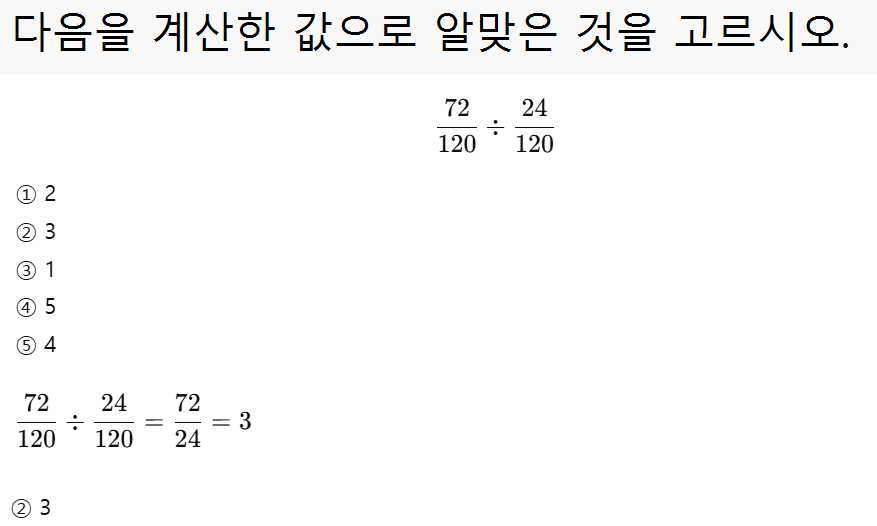 다음을 계산한 값으로 알맞은 것을 고르시오.
72/120 ÷ 24/120
① 2
② 3
③ 1
④ 5
⑤ 4
72/120 ÷ 24/120 = 72/24 = 3
② 3